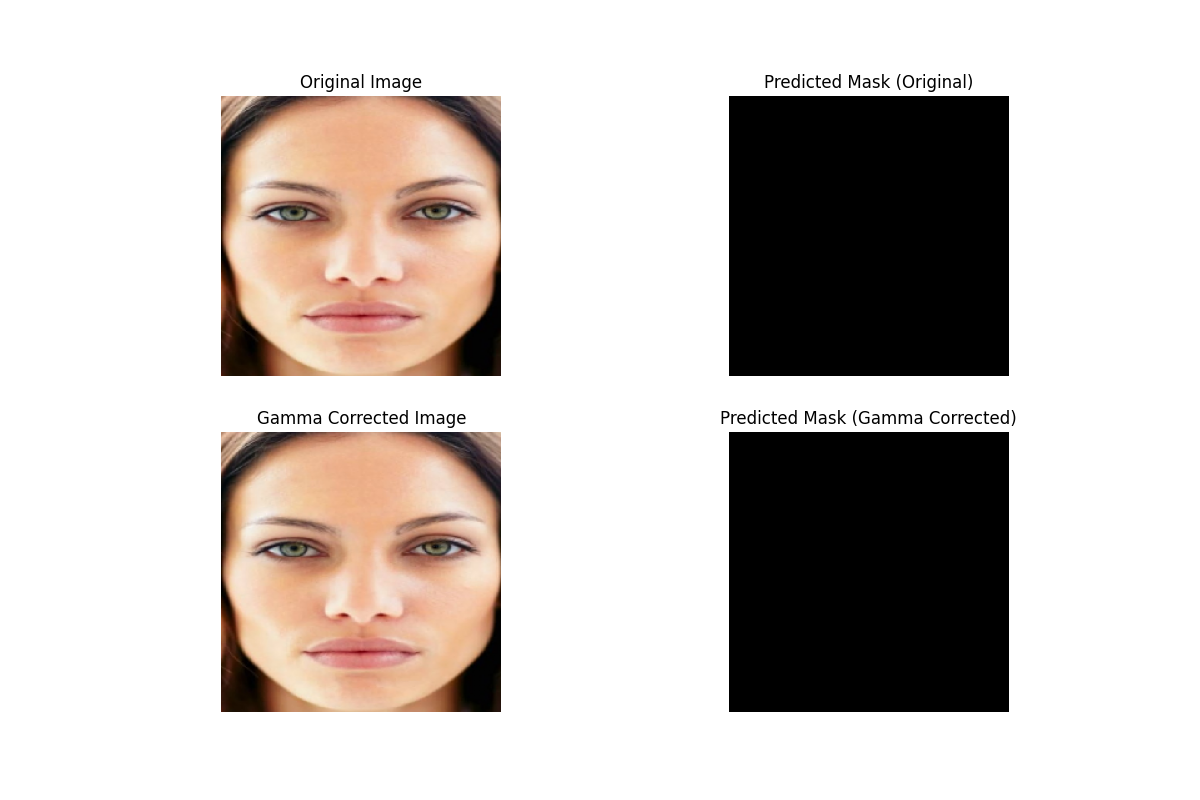 Original Image
Predicted Mask (Original)
Gamma Corrected Image
Predicted Mask (Gamma Corrected)